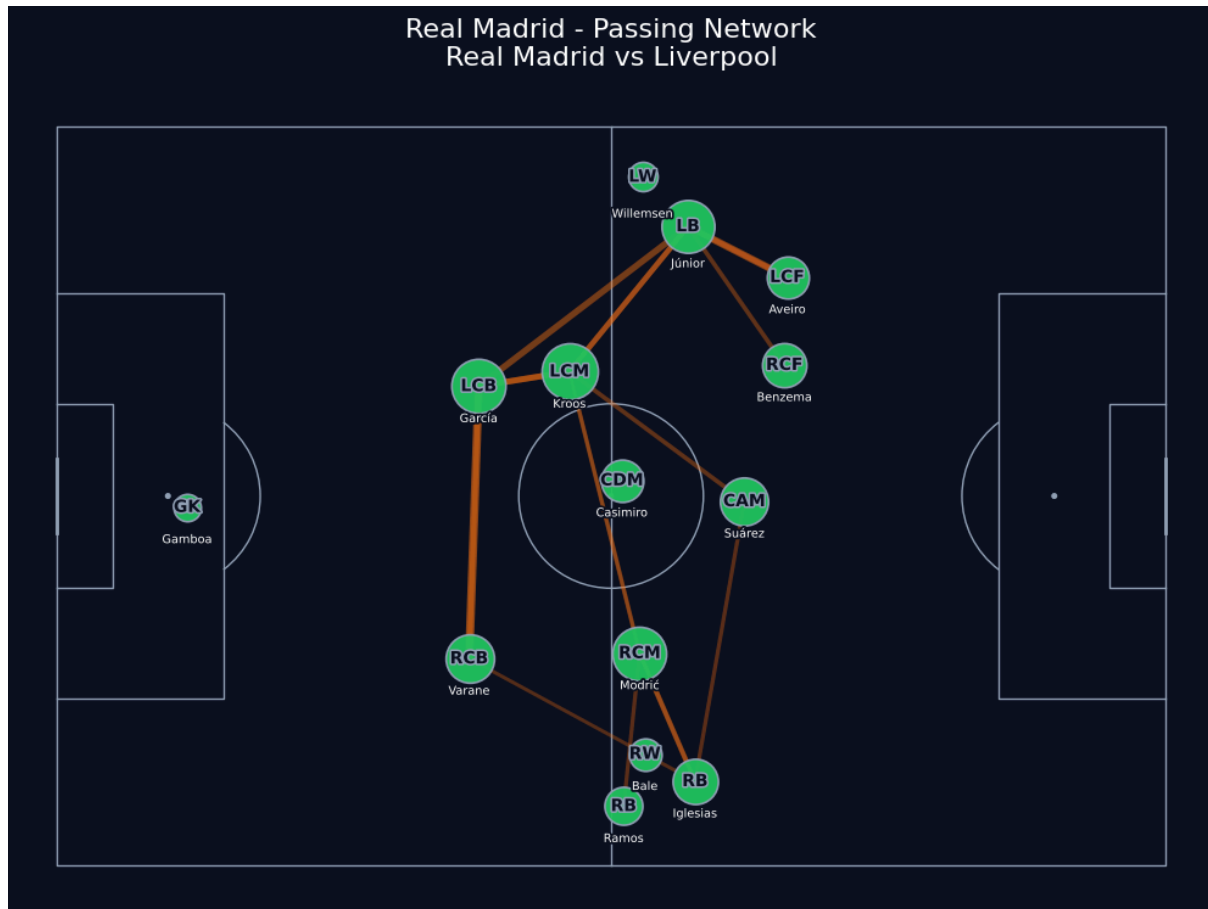 Real Madrid - Passing Network
Real Madrid vs Liverpool
LW
Willemsen
LB
Júnior
LCF
Aveiro
RCF
Benzema
LCM
Kroos
LCB
García
CDM
Casimiro
CAM
Suárez
GK
Gamboa
RCM
Modrić
RCB
Varane
RW
Bale
RB
Iglesias
RB
Ramos